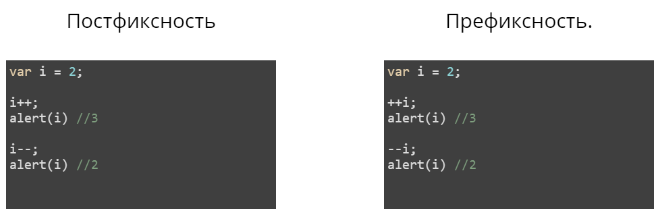 Постфиксность
var i = 2;
i++;
alert(i) //3
i--;
alert(i) //2
Префиксность.
var i = 2;
++i;
alert(i) //3
--i;
alert(i) //2